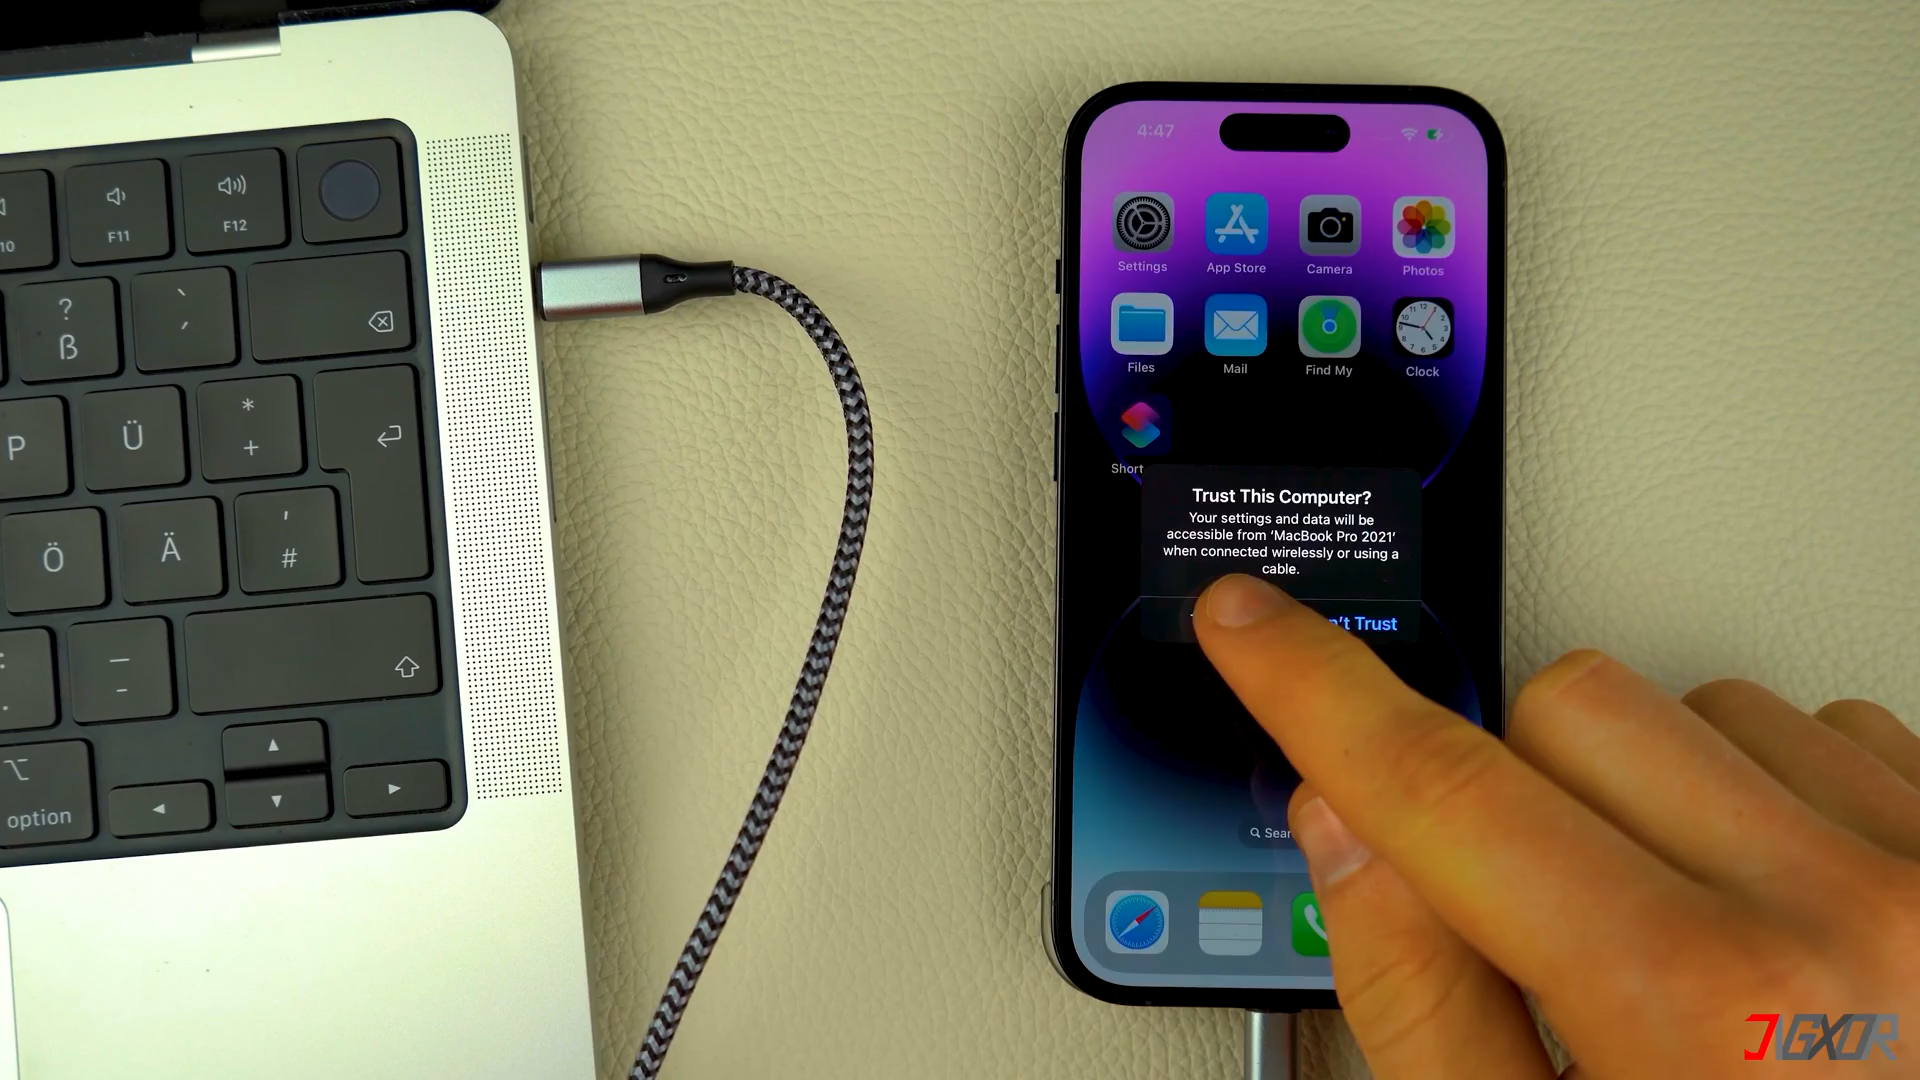 10
F11
F12
?
ß
`
´
P
Ü
*
+
Ö
Ä
'
#
:
.
_
-
option
4:47
Settings
App Store
Camera
Photos
Files
Mail
Find My
Clock
Short
Trust This Computer?
Your settings and data will be
accessible from ‘MacBook Pro 2021’
when connected wirelessly or using a
cable.
n’t Trust
Sear
JVGXOR